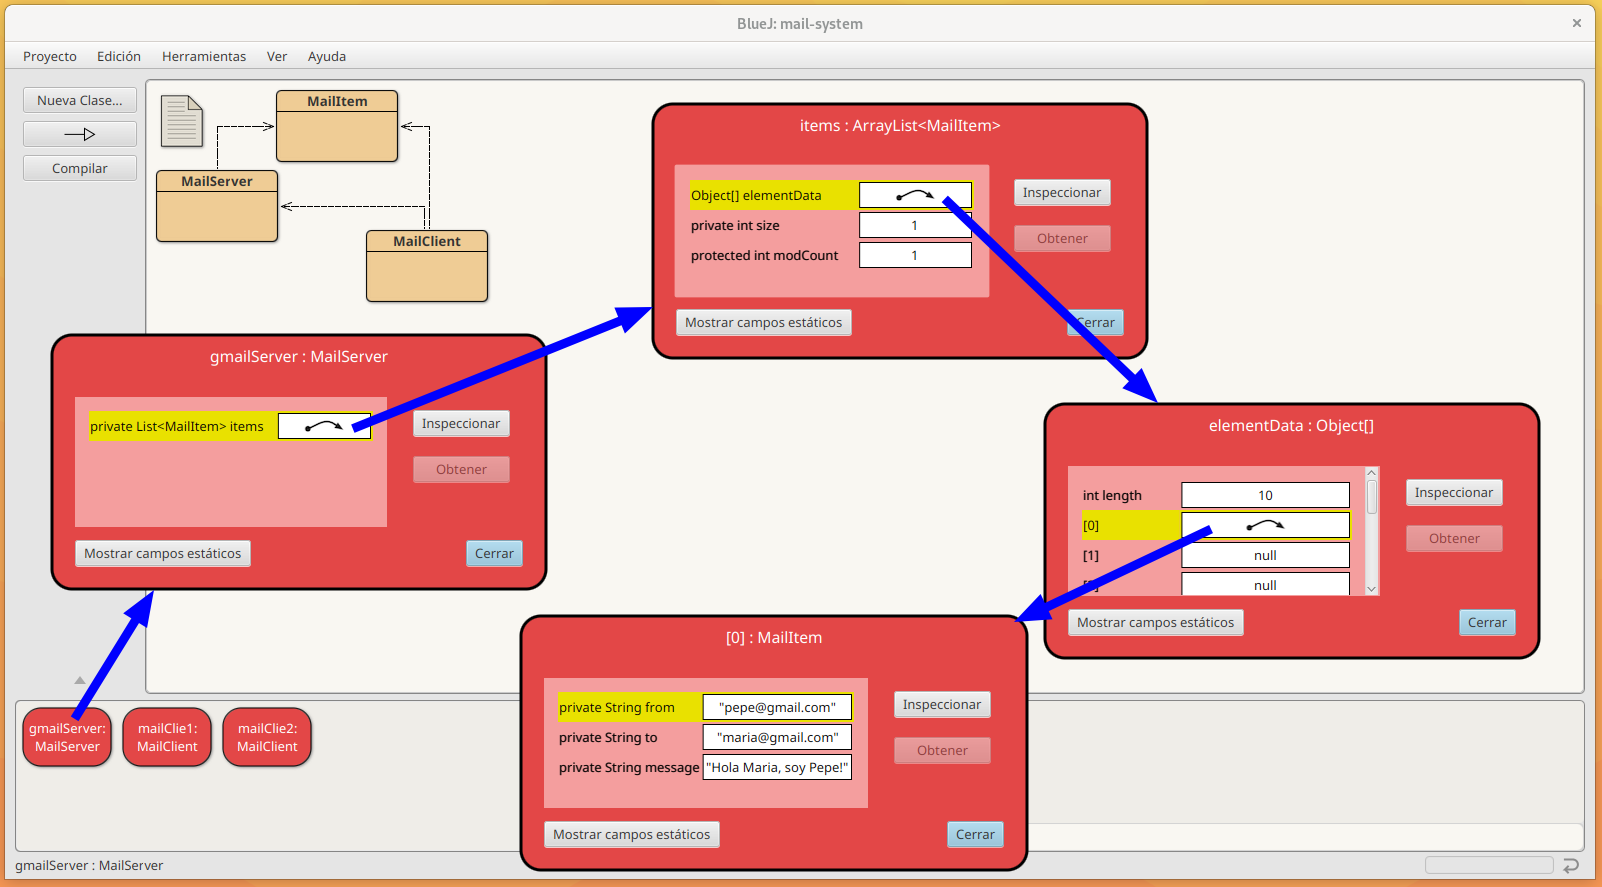 BlueJ: mail-system
Proyecto Edición Herramientas Ver Ayuda
Nueva Clase...
Compilar
MailItem
MailServer
MailClient
items : ArrayList<MailItem>
Object[] elementData
private int size 1
protected int modCount 1
Inspeccionar
Obtener
Mostrar campos estáticos
Cerrar
gmailServer : MailServer
private List<MailItem> items
Inspeccionar
Obtener
Mostrar campos estáticos
Cerrar
elementData : Object[]
int length 10
[0]
[1] null
null
Inspeccionar
Obtener
Mostrar campos estáticos
Cerrar
[0] : MailItem
private String from "pepe@gmail.com"
private String to "maria@gmail.com"
private String message "Hola Maria, soy Pepe!"
Inspeccionar
Obtener
Mostrar campos estáticos
Cerrar
gmailServer:
MailServer
mailClie1:
MailClient
mailClie2:
MailClient
gmailServer : MailServer